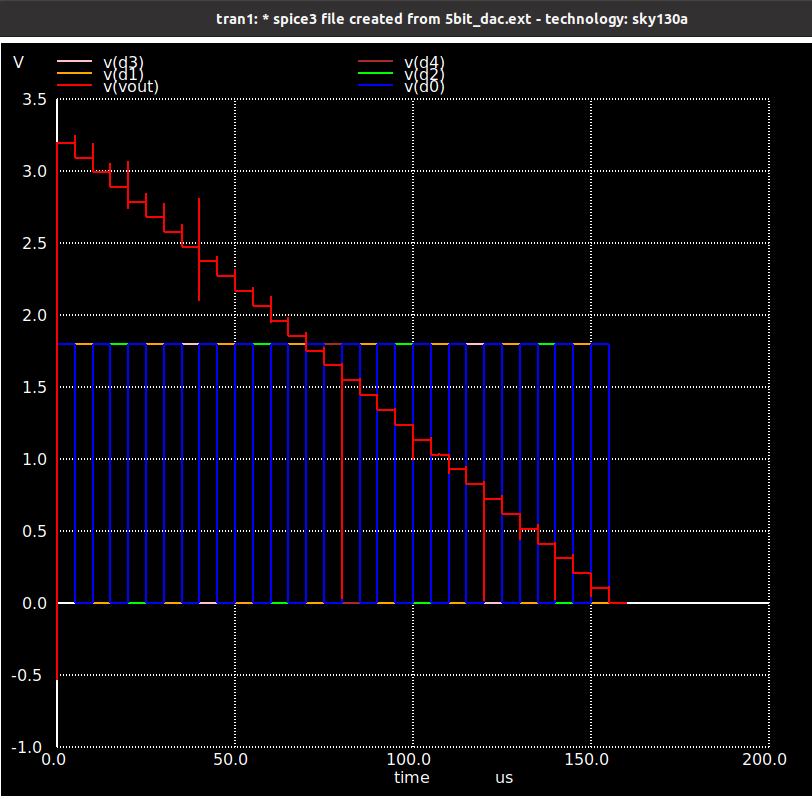 tran1: * spice3 file created from 5bit_dac.ext - technology: sky130a
V v(d3) v(d4)
v(d1) v(d2)
v(vout) v(d0)
3.5
3.0
2.5
2.0
1.5
1.0
0.5
0.0
-0.5
-1.0
0.0 50.0 100.0 150.0 200.0
time us